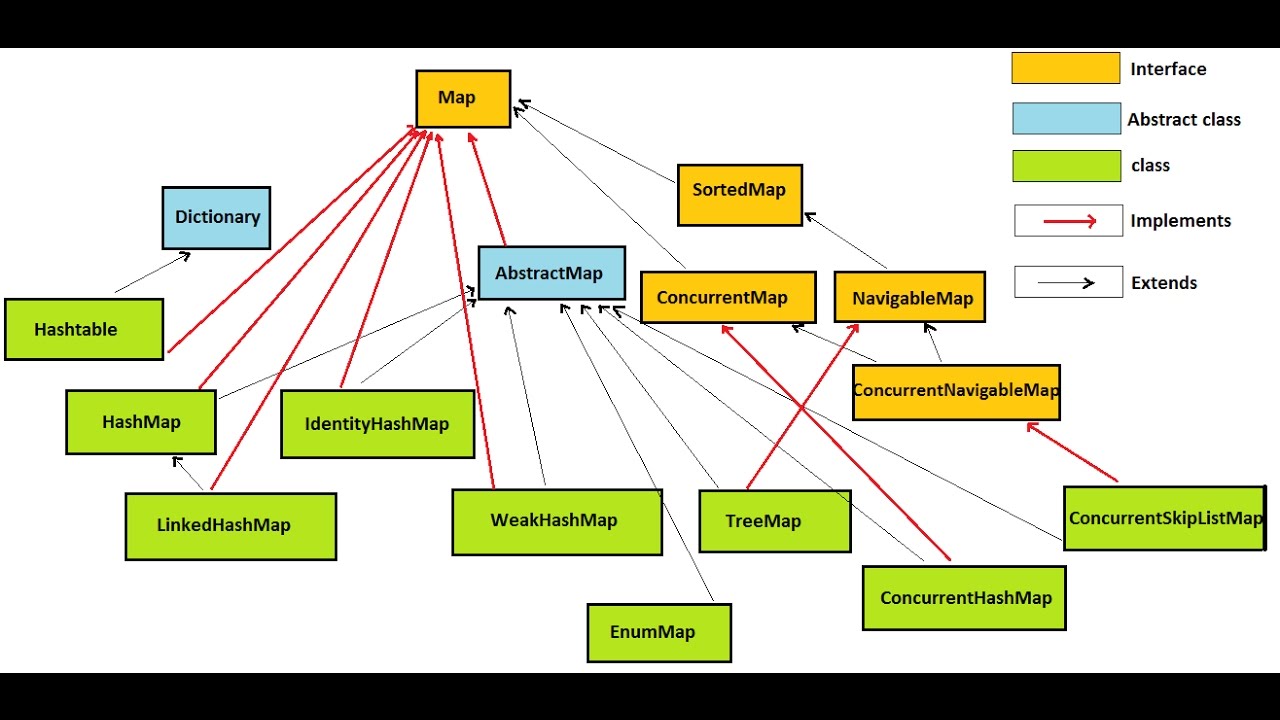 Map
Interface
Abstract class
class
SortedMap
Dictionary
Implements
AbstractMap
ConcurrentMap
NavigableMap
Extends
Hashtable
ConcurrentNavigableMap
HashMap
IdentityHashMap
LinkedHashMap
WeakHashMap
TreeMap
ConcurrentSkipListMap
ConcurrentHashMap
EnumMap